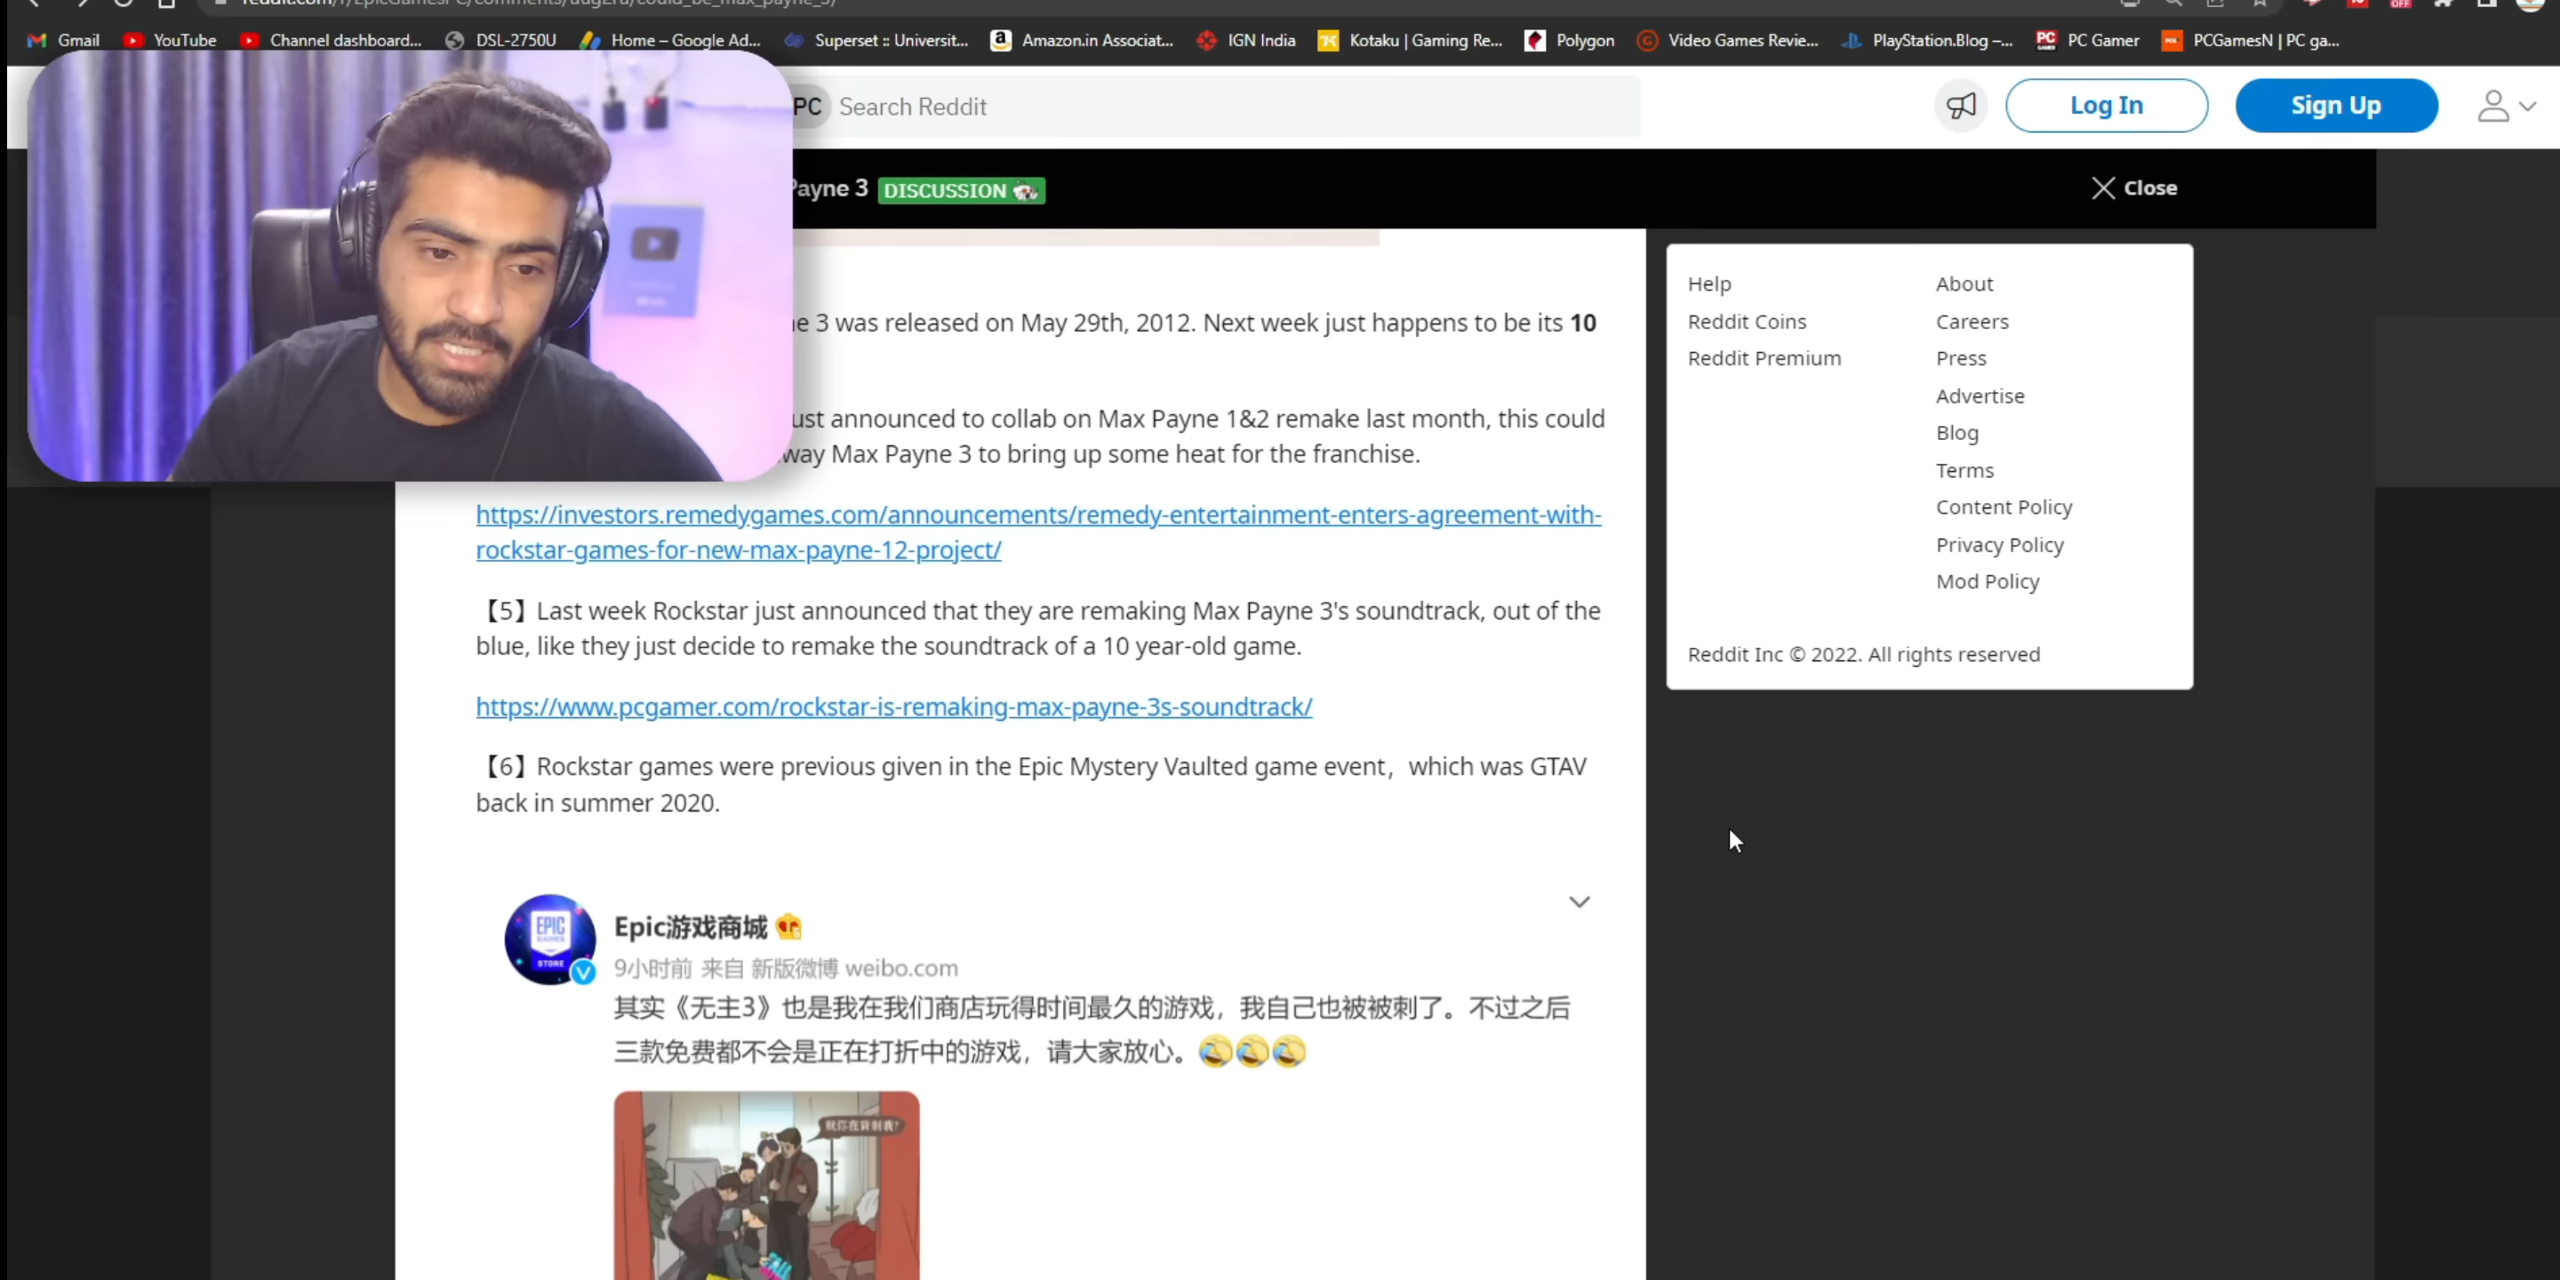 Gmail YouTube Channel dashboard... DSL-2750U Home – Google Ad... Superset :: Universit... Amazon.in Associat... IGN India Kotaku | Gaming Re... Polygon Video Games Revie... PlayStation.Blog –... PC Gamer PCGamesN | PC ga...
PC Search Reddit Log In Sign Up
Payne 3 DISCUSSION Close
e 3 was released on May 29th, 2012. Next week just happens to be its 10
ust announced to collab on Max Payne 1&2 remake last month, this could
way Max Payne 3 to bring up some heat for the franchise.
https://investors.remedygames.com/announcements/remedy-entertainment-enters-agreement-with-
rockstar-games-for-new-max-payne-12-project/
【5】Last week Rockstar just announced that they are remaking Max Payne 3's soundtrack, out of the
blue, like they just decide to remake the soundtrack of a 10 year-old game.
https://www.pcgamer.com/rockstar-is-remaking-max-payne-3s-soundtrack/
【6】Rockstar games were previous given in the Epic Mystery Vaulted game event，which was GTAV
back in summer 2020.
EPIC
GAMES
STORE
Epic游戏商城
9小时前 来自 新版微博 weibo.com
其实《无主3》也是我在我们商店玩得时间最久的游戏，我自己也被被刺了。不过之后
三款免费都不会是正在打折中的游戏，请大家放心。
就你在背刺我?
Help About
Reddit Coins Careers
Reddit Premium Press
Advertise
Blog
Terms
Content Policy
Privacy Policy
Mod Policy
Reddit Inc © 2022. All rights reserved